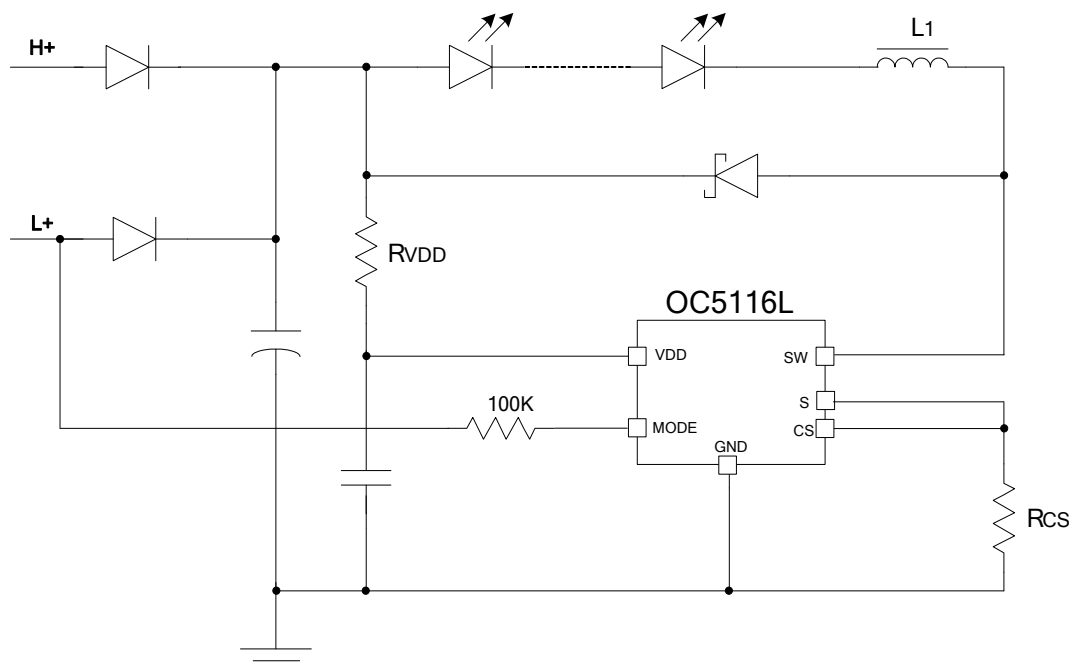 L1
H+
L+
RVDD
OC5116L
VDD
SW
S
100K
MODE
CS
GND
RCS